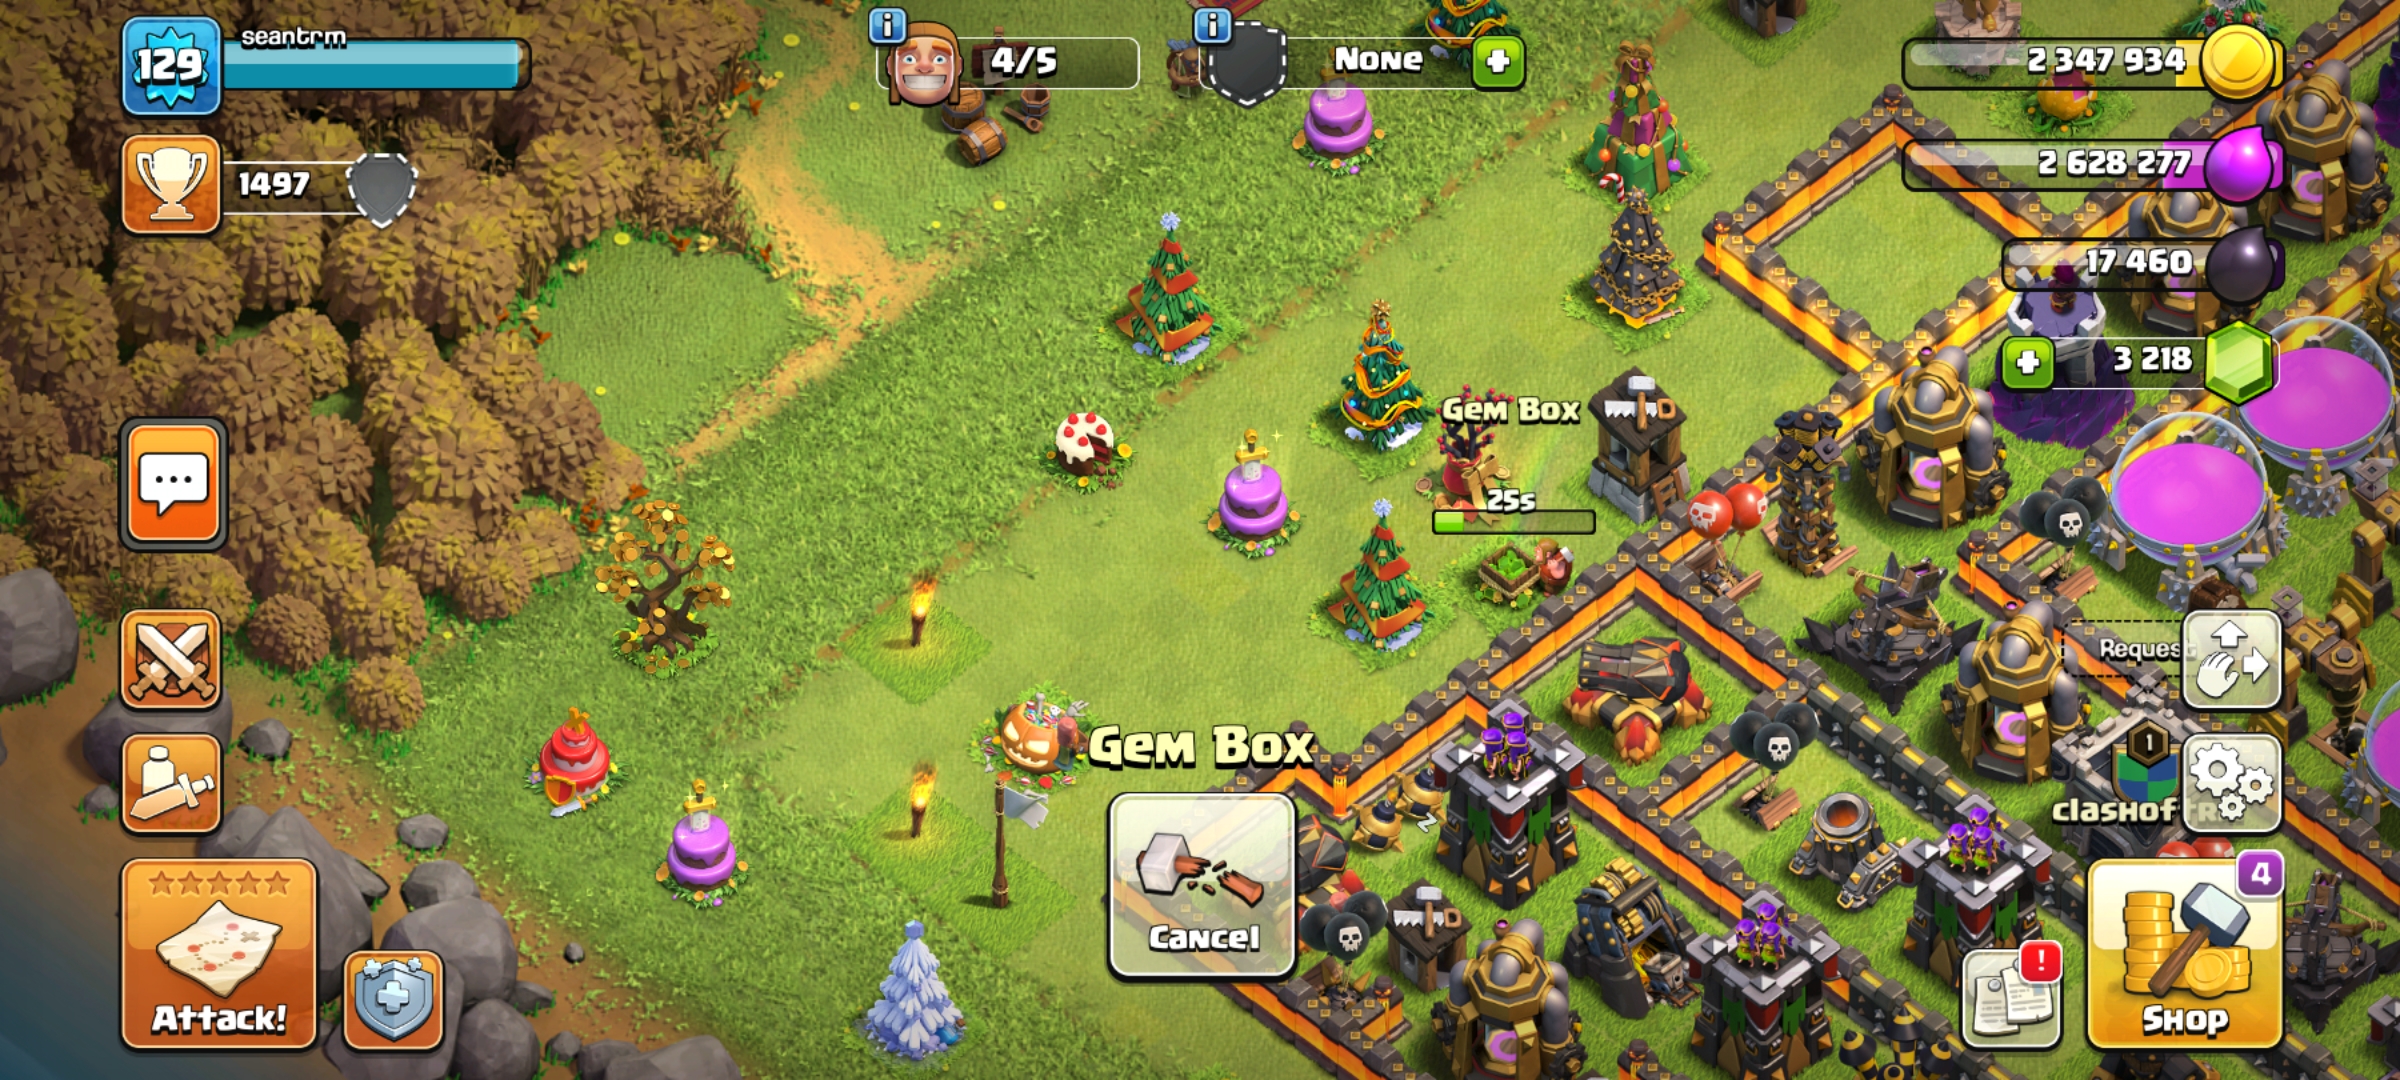 129
seantrm
4/5
None
2 347 934
1497
2 628 277
17 460
3 218
Gem Box
25s
Request
Gem Box
1
clashof
Cancel
4
!
Attack!
Shop